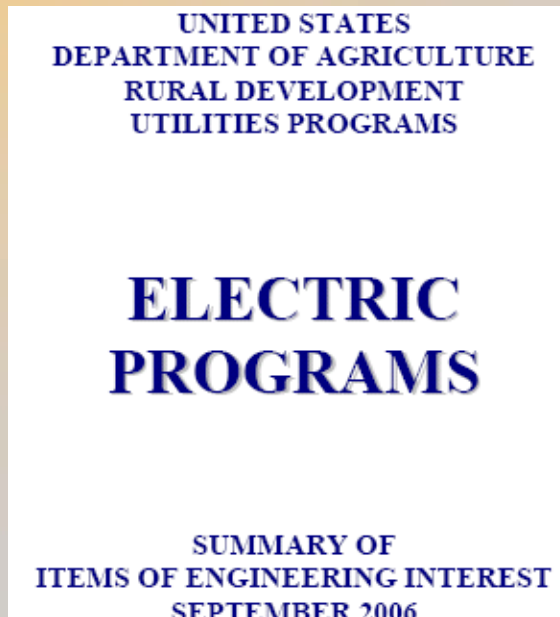 UNITED STATES
DEPARTMENT OF AGRICULTURE
RURAL DEVELOPMENT
UTILITIES PROGRAMS
ELECTRIC
PROGRAMS
SUMMARY OF
ITEMS OF ENGINEERING INTEREST
SEPTEMBER 2006